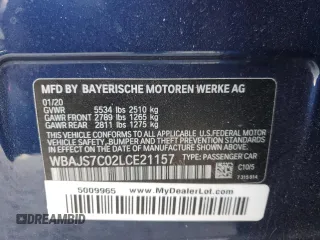 MFD. BY BAYERISCHE MOTOREN WERKE AG
01/20
GVWR 5534 lbs 2510 kg
GAWR FRONT 2789 lbs 1265 kg
GAWR REAR 2811 lbs 1275 kg
THIS VEHICLE CONFORMS TO ALL APPLICABLE
FEDERAL MOTOR VEHICLE SAFETY,
BUMPER AND THEFT PREVENTION
STANDARDS IN EFFECT ON THE DATE OF
MANUFACTURE SHOWN ABOVE.
WBAJS7C02LCE21157
TYPE: PASSENGER CAR
C10/5
5009965
MyDealerLot.com
DREAMBID